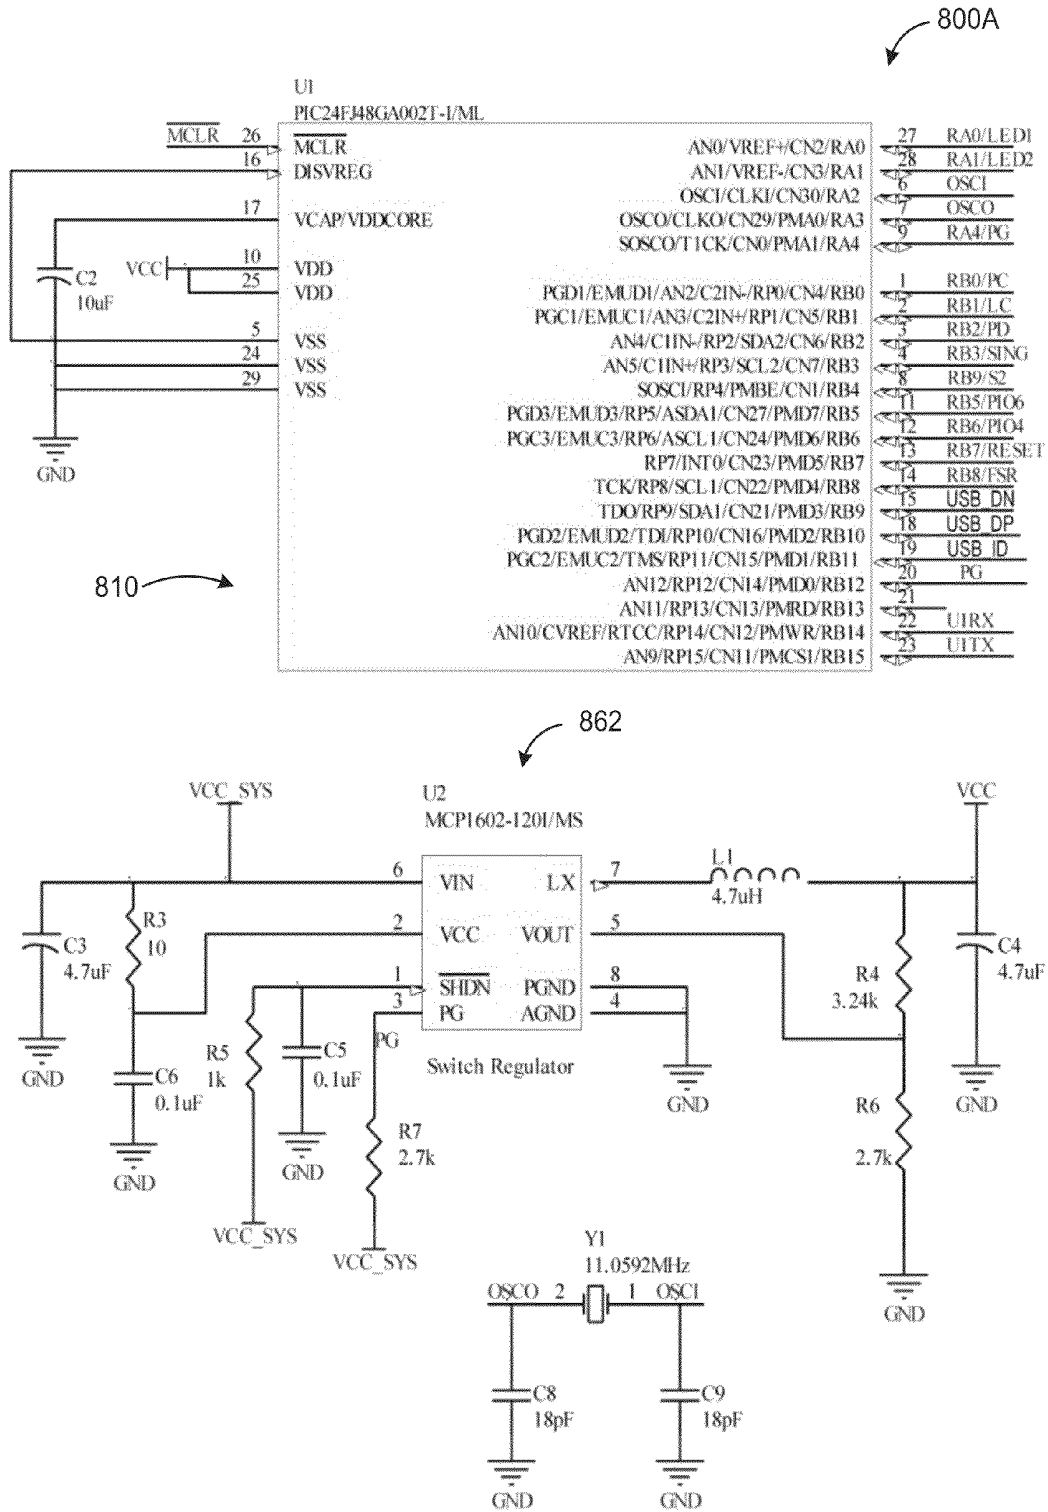 800A
U1
PIC24FJ48GA002T-I/ML
MCLR 26 MCLR AN0/VREF+/CN2/RA0 27 RA0/LED1
16 DISVREG AN1/VREF-/CN3/RA1 28 RA1/LED2
OSCI/CLKI/CN30/RA2 6 OSCI
17 VCAP/VDDCORE OSCO/CLKO/CN29/PMA0/RA3 7 OSCO
SOSCO/T1CK/CN0/PMA1/RA4 9 RA4/PG
VCC 10 VDD
C2 25 VDD PGD1/EMUD1/AN2/C2IN-/RP0/CN4/RB0 1 RB0/PC
10uF PGC1/EMUC1/AN3/C2IN+/RP1/CN5/RB1 2 RB1/LC
5 VSS AN4/C1IN-/RP2/SDA2/CN6/RB2 3 RB2/PD
24 VSS AN5/C1IN+/RP3/SCL2/CN7/RB3 4 RB3/SING
29 VSS SOSCI/RP4/PMBE/CN1/RB4 8 RB9/S2
PGD3/EMUD3/RP5/ASDA1/CN27/PMD7/RB5 11 RB5/PIO6
PGC3/EMUC3/RP6/ASCL1/CN24/PMD6/RB6 12 RB6/PIO4
GND RP7/INT0/CN23/PMD5/RB7 13 RB7/RESET
TCK/RP8/SCL1/CN22/PMD4/RB8 14 RB8/FSR
TDO/RP9/SDA1/CN21/PMD3/RB9 15 USB_DN
PGD2/EMUD2/TDI/RP10/CN16/PMD2/RB10 18 USB_DP
PGC2/EMUC2/TMS/RP11/CN15/PMD1/RB11 19 USB_ID
810 AN12/RP12/CN14/PMD0/RB12 20 PG
AN11/RP13/CN13/PMRD/RB13 21
AN10/CVREF/RTCC/RP14/CN12/PMWR/RB14 22 U1RX
AN9/RP15/CN11/PMCS1/RB15 23 U1TX
862
VCC_SYS U2 VCC
MCP1602-120I/MS
6 VIN LX 7 L1
4.7uH
R3
10
2 VCC VOUT 5
C3
4.7uF
C4
4.7uF
R4
3.24k
1 SHDN PGND 8
3 PG AGND 4
PG
Switch Regulator
R5
1k
C5
0.1uF
GND
C6
0.1uF
GND
GND
R6
2.7k
R7
2.7k
GND
GND
VCC_SYS
VCC_SYS
Y1
11.0592MHz
OSCO 2 1 OSCI
GND
C8
18pF
C9
18pF
GND
GND